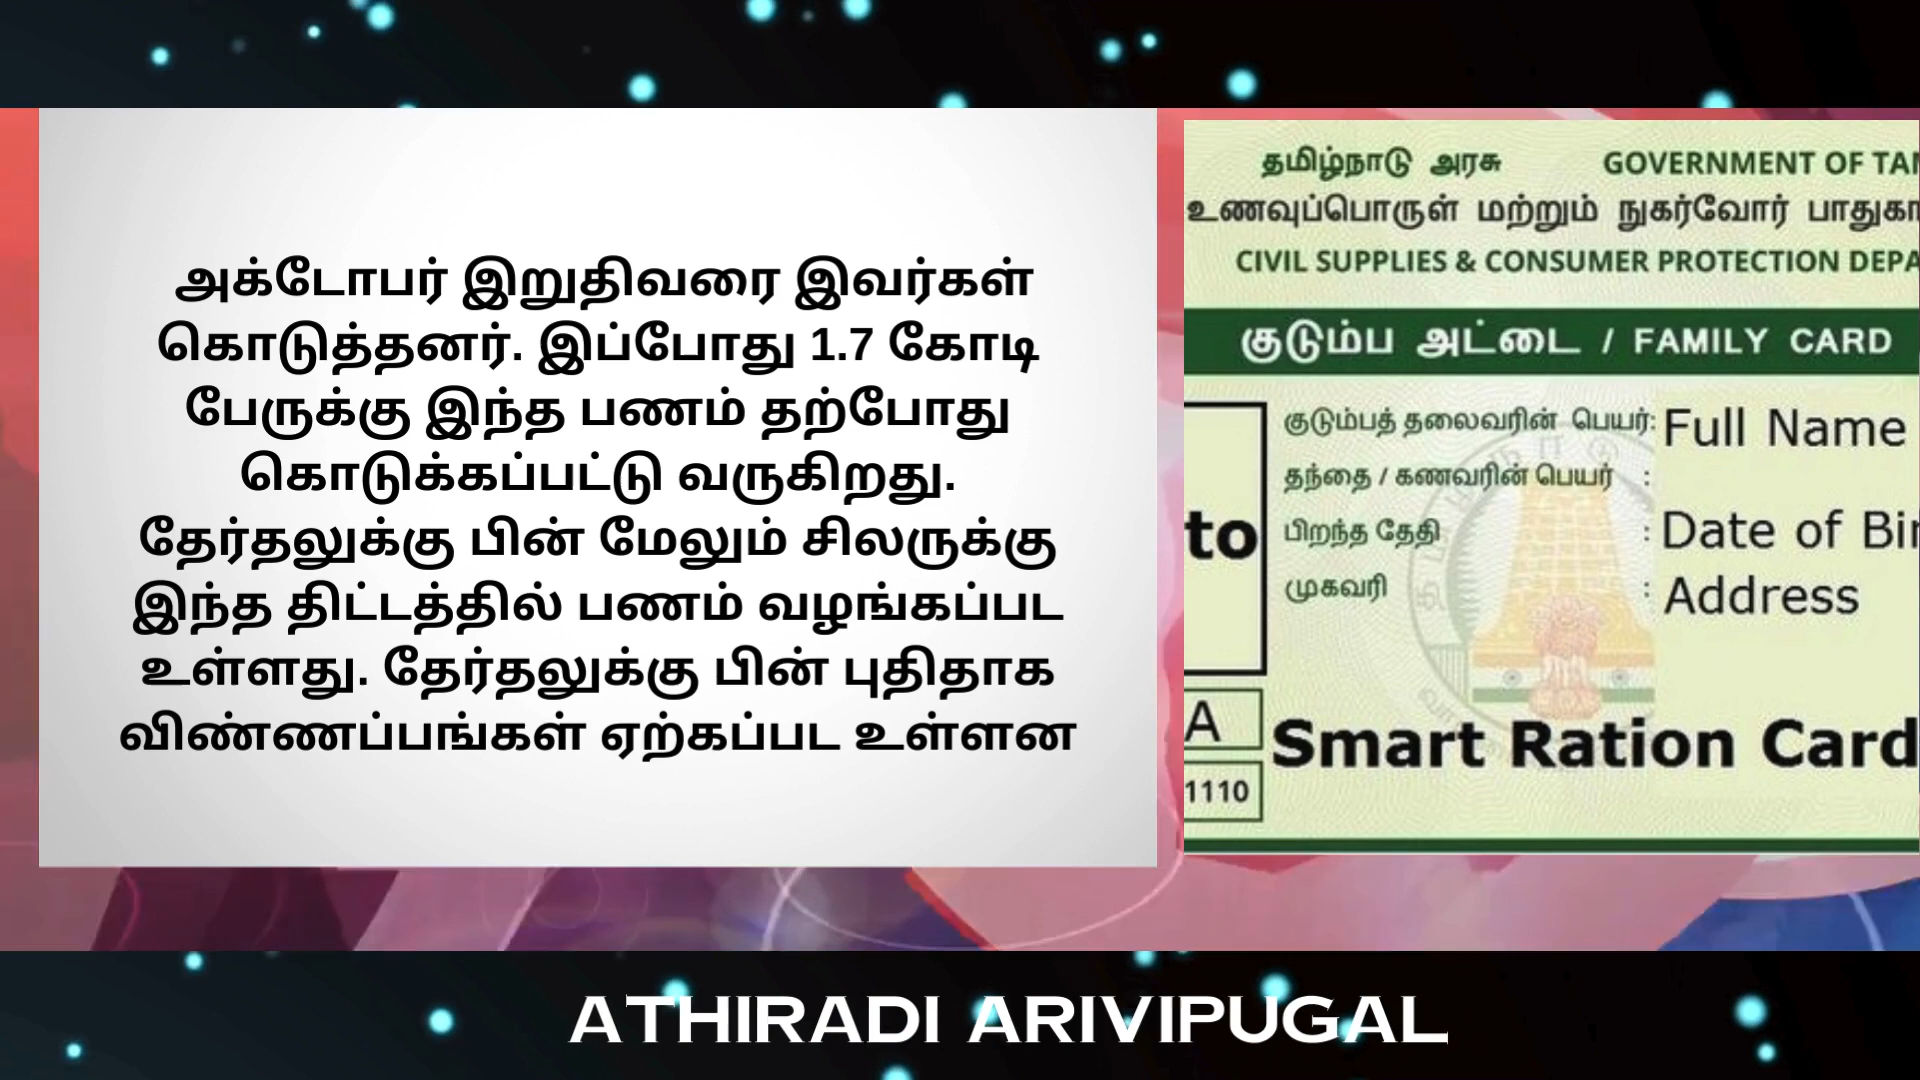 அக்டோபர் இறுதிவரை இவர்கள்
கொடுத்தனர். இப்போது 1.7 கோடி
பேருக்கு இந்த பணம் தற்போது
கொடுக்கப்பட்டு வருகிறது.
தேர்தலுக்கு பின் மேலும் சிலருக்கு
இந்த திட்டத்தில் பணம் வழங்கப்பட
உள்ளது. தேர்தலுக்கு பின் புதிதாக
விண்ணப்பங்கள் ஏற்கப்பட உள்ளன
தமிழ்நாடு அரசு GOVERNMENT OF
உணவுப்பொருள் மற்றும் நுகர்வோர்
CIVIL SUPPLIES & CONSUMER PROTECTION
குடும்ப அட்டை / FAMILY CARD
குடும்பத் தலைவரின் பெயர்: Full Name
தந்தை / கணவரின் பெயர் :
பிறந்த தேதி : Date of
முகவரி : Address
to
A
Smart Ration Card
1110
ATHIRADI ARIVIPUGAL